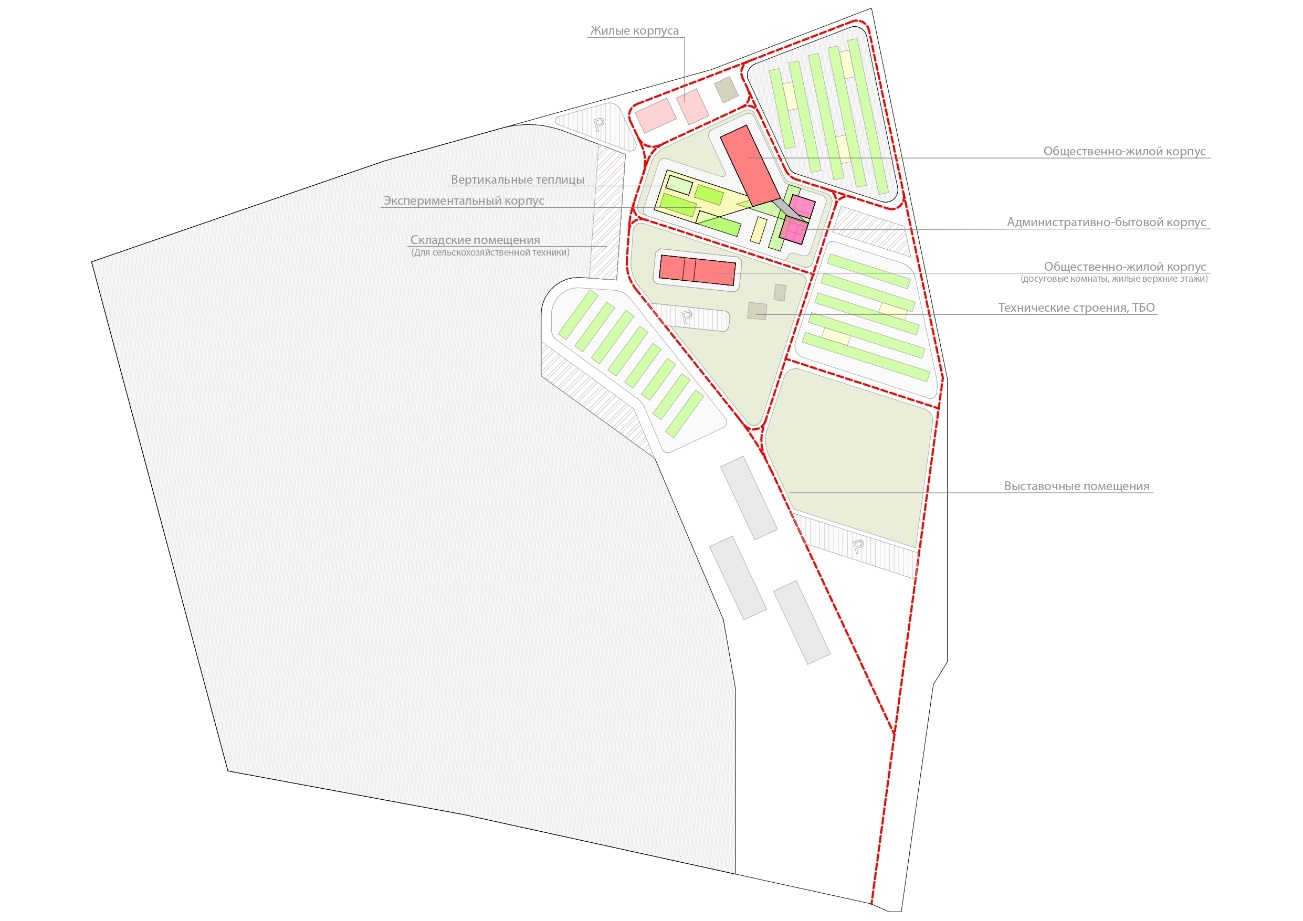 Жилые корпуса
Общественно-жилой корпус
Вертикальные теплицы
Экспериментальный корпус
Административно-бытовой корпус
Складские помещения
(Для сельскохозяйственной техники)
Общественно-жилой корпус
(досуговые комнаты, жилые верхние этажи)
Технические строения, ТБО
Выставочные помещения
P
P
P